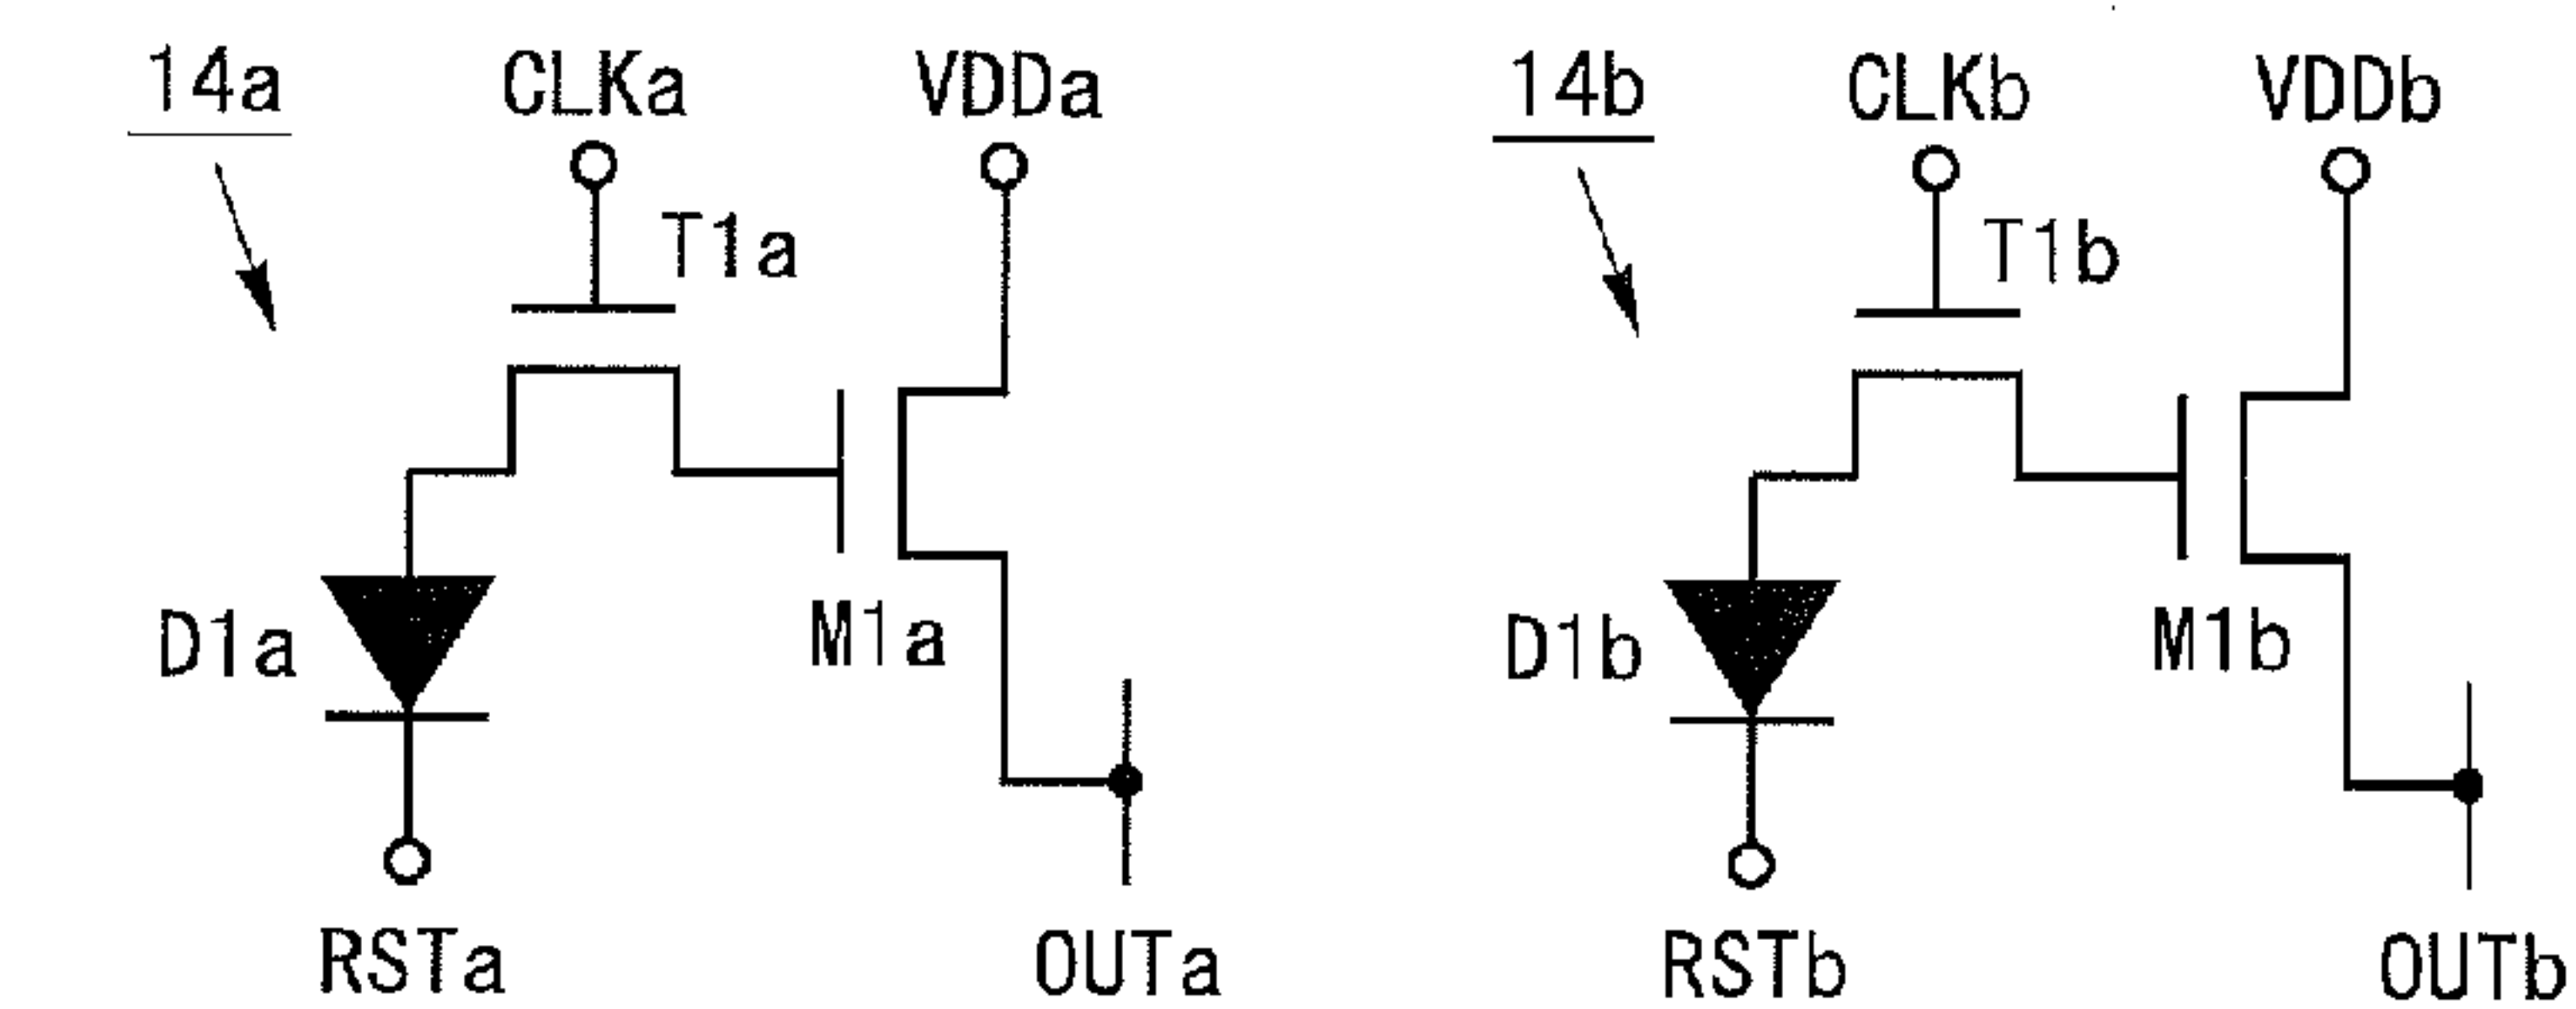 14a CLKa VDDa 14b CLKb VDDb
T1a T1b
D1a M1a D1b M1b
RSTa OUTa RSTb OUTb